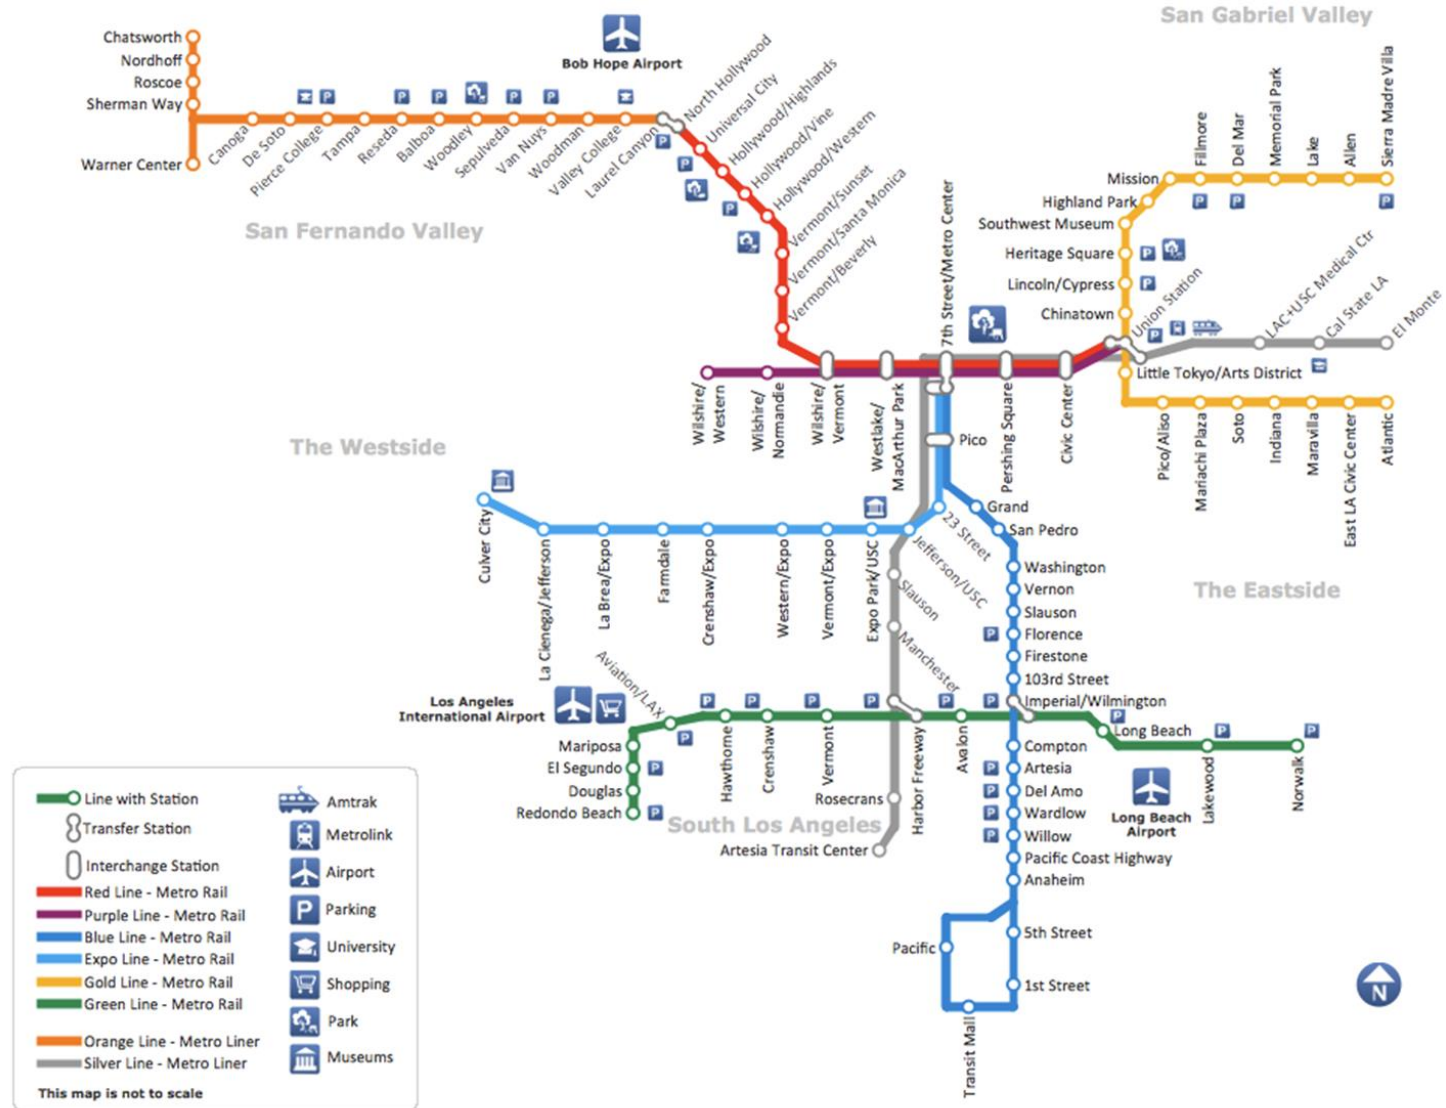 San Gabriel Valley
Chatsworth
Nordhoff
Roscoe
Sherman Way
Warner Center
Canoga
De Soto
Pierce College
Tampa
Reseda
Balboa
Woodley
Sepulveda
Van Nuys
Woodman
Valley College
Laurel Canyon
Bob Hope Airport
North Hollywood
Universal City
Hollywood/Highlands
Hollywood/Vine
Hollywood/Western
Vermont/Sunset
Vermont/Santa Monica
Vermont/Beverly
San Fernando Valley
7th Street/Metro Center
Mission
Highland Park
Southwest Museum
Heritage Square
Lincoln/Cypress
Chinatown
Fillmore
Del Mar
Memorial Park
Lake
Allen
Sierra Madre Villa
Union Station
LAC+USC Medical Ctr
Cal State LA
El Monte
Little Tokyo/Arts District
Wilshire/
Western
Wilshire/
Normandie
Wilshire/
Vermont
Westlake/
MacArthur Park
Pershing Square
Civic Center
Pico
Pico/Aliso
Mariachi Plaza
Soto
Indiana
Maravilla
East LA Civic Center
Atlantic
The Westside
Culver City
La Cienega/Jefferson
La Brea/Expo
Farmdale
Crenshaw/Expo
Western/Expo
Vermont/Expo
Expo Park/USC
Jefferson/USC
23 Street
Grand
San Pedro
Washington
Vernon
Slauson
Florence
Firestone
103rd Street
Imperial/Wilmington
The Eastside
Slauson
Manchester
Aviation/LAX
Los Angeles
International Airport
Mariposa
El Segundo
Douglas
Redondo Beach
Hawthorne
Crenshaw
Vermont
Harbor Freeway
Avalon
Long Beach
Lakewood
Norwalk
Long Beach
Airport
Compton
Artesia
Del Amo
Wardlow
Willow
Pacific Coast Highway
Anaheim
5th Street
1st Street
Pacific
Transit Mall
Rosecrans
South Los Angeles
Artesia Transit Center
Line with Station
Transfer Station
Interchange Station
Red Line - Metro Rail
Purple Line - Metro Rail
Blue Line - Metro Rail
Expo Line - Metro Rail
Gold Line - Metro Rail
Green Line - Metro Rail
Orange Line - Metro Liner
Silver Line - Metro Liner
This map is not to scale
Amtrak
Metrolink
Airport
P Parking
University
Shopping
Park
Museums
N